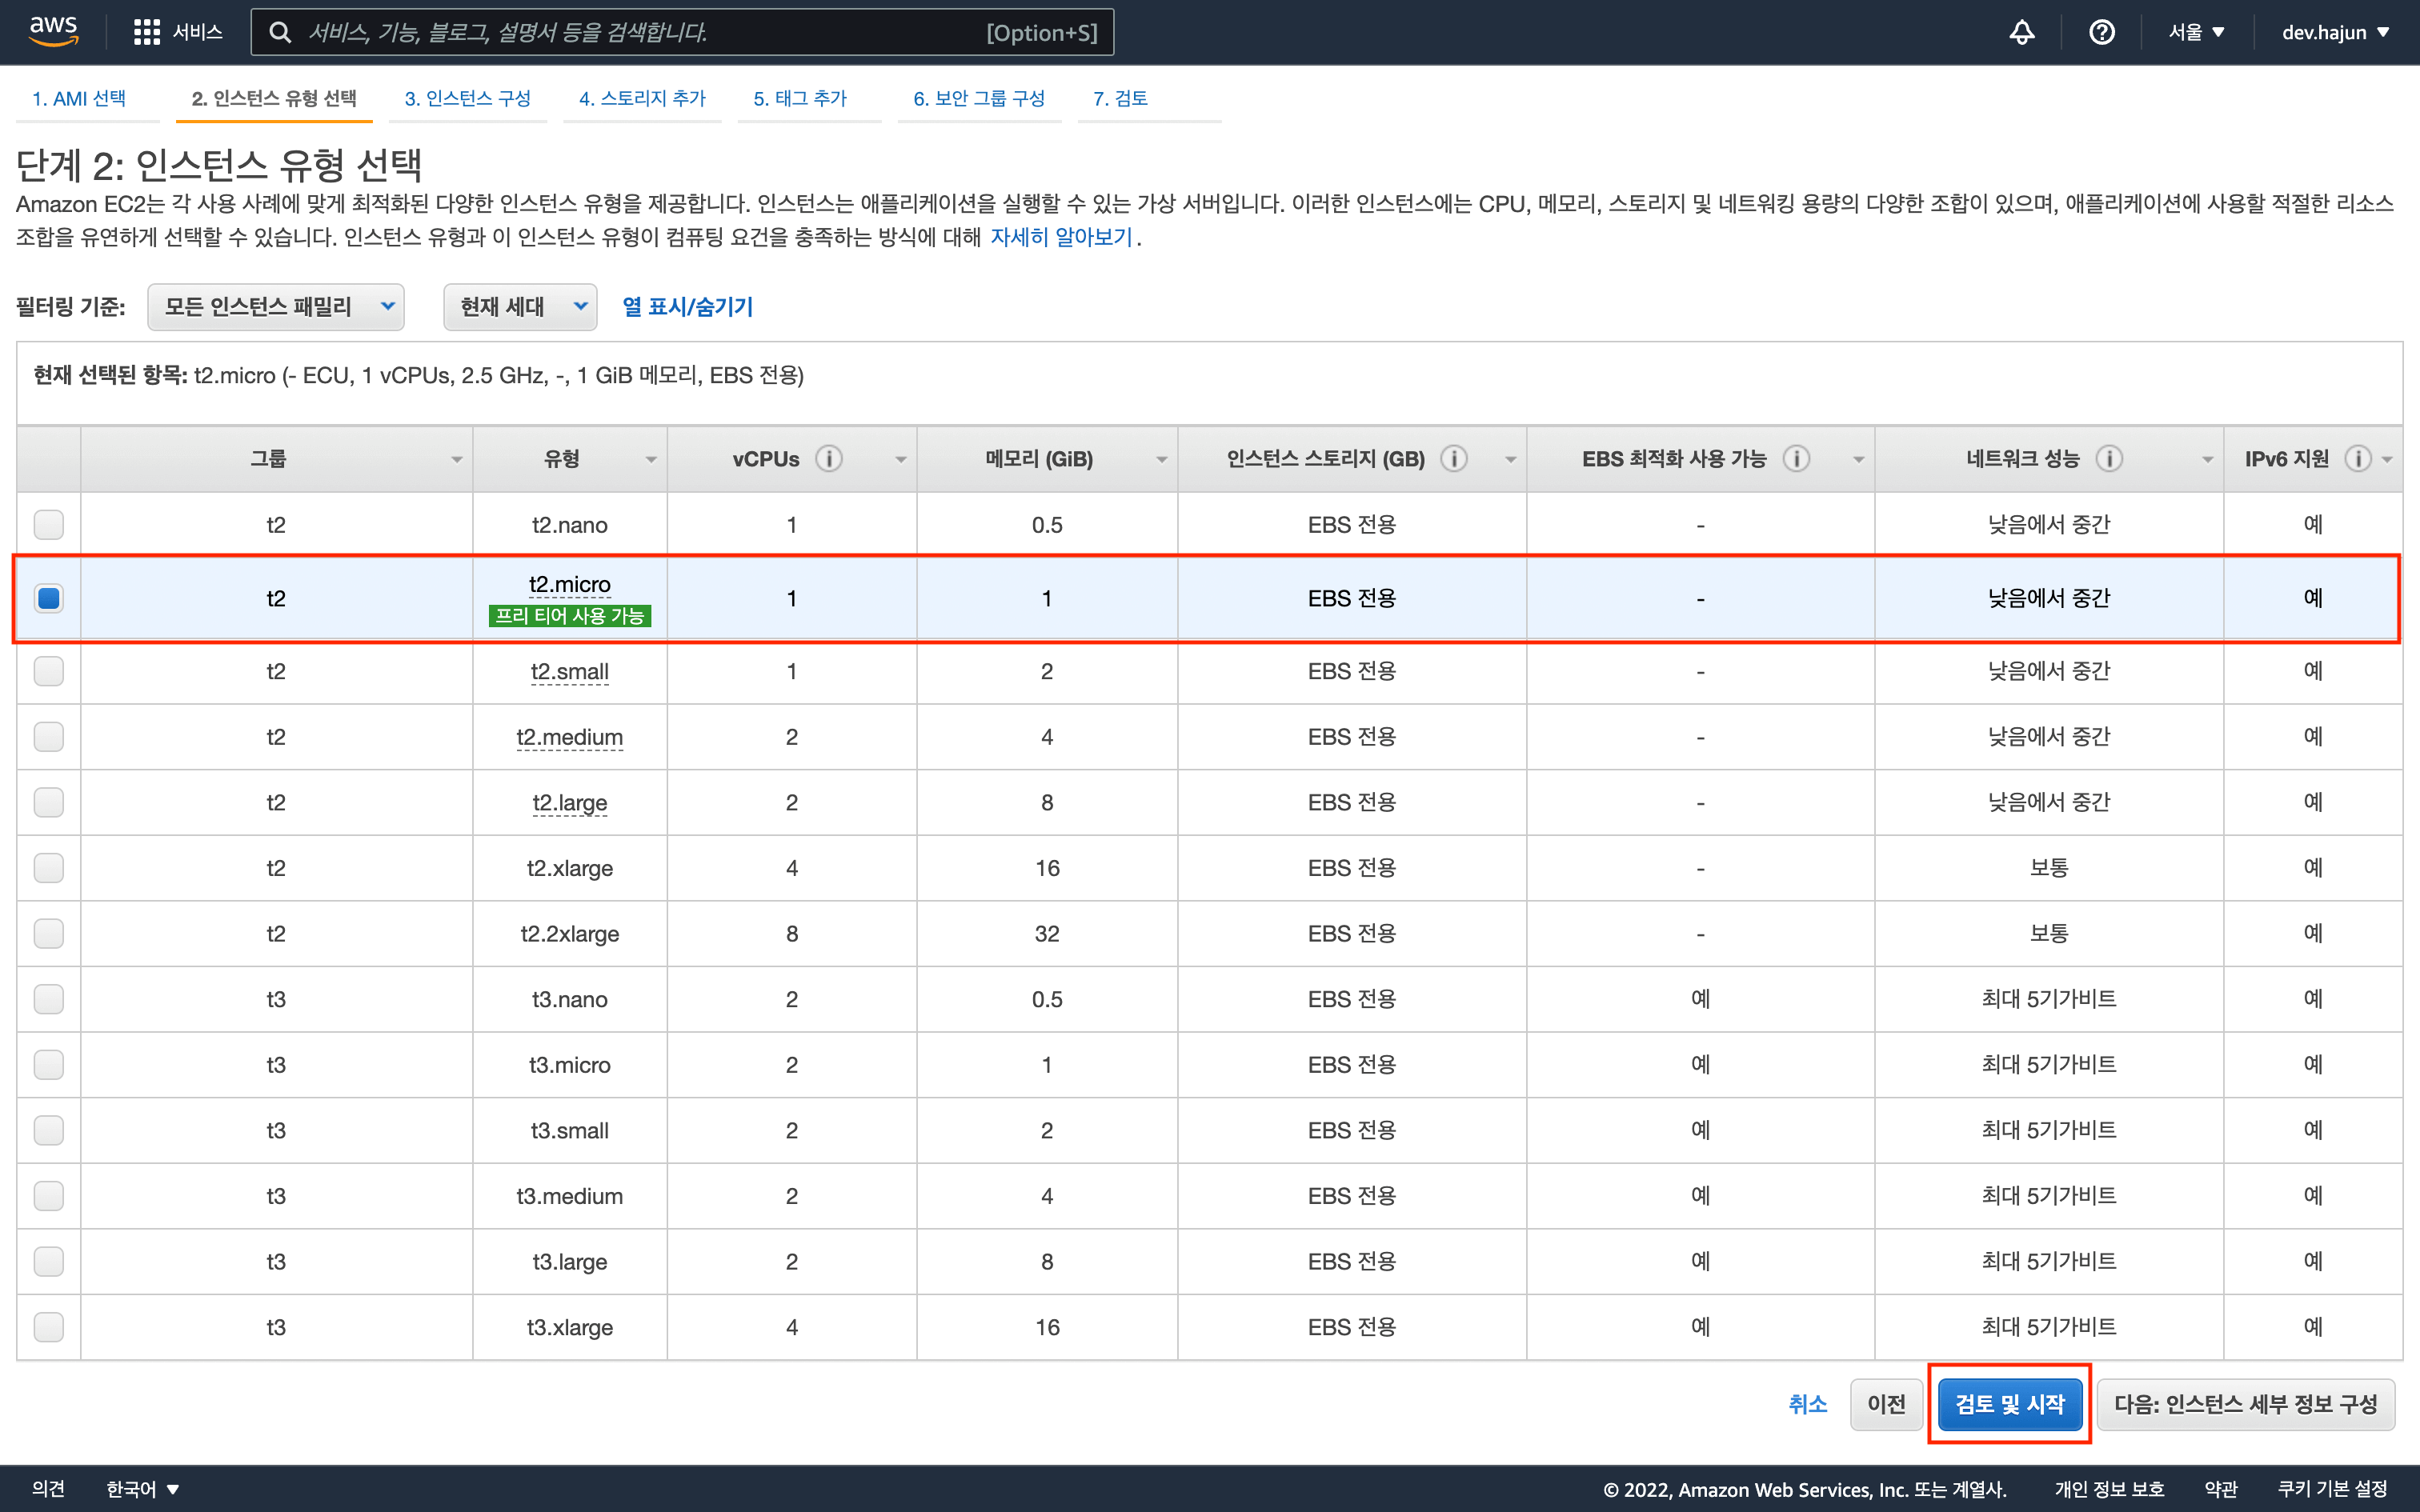 aws 서비스 서비스, 기능, 블로그, 설명서 등을 검색합니다. [Option+S] 서울 ▼ dev.hajun ▼
1. AMI 선택 2. 인스턴스 유형 선택 3. 인스턴스 구성 4. 스토리지 추가 5. 태그 추가 6. 보안 그룹 구성 7. 검토
단계 2: 인스턴스 유형 선택
Amazon EC2는 각 사용 사례에 맞게 최적화된 다양한 인스턴스 유형을 제공합니다. 인스턴스는 애플리케이션을 실행할 수 있는 가상 서버입니다. 이러한 인스턴스에는 CPU, 메모리, 스토리지 및 네트워킹 용량의 다양한 조합이 있으며, 애플리케이션에 사용할 적절한 리소스
조합을 유연하게 선택할 수 있습니다. 인스턴스 유형과 이 인스턴스 유형이 컴퓨팅 요건을 충족하는 방식에 대해 자세히 알아보기.
필터링 기준: 모든 인스턴스 패밀리 현재 세대 열 표시/숨기기
현재 선택된 항목: t2.micro (- ECU, 1 vCPUs, 2.5 GHz, -, 1 GiB 메모리, EBS 전용)
그룹 유형 vCPUs 메모리 (GiB) 인스턴스 스토리지 (GB) EBS 최적화 사용 가능 네트워크 성능 IPv6 지원
t2 t2.nano 1 0.5 EBS 전용 - 낮음에서 중간 예
t2 t2.micro 1 1 EBS 전용 - 낮음에서 중간 예
프리 티어 사용 가능
t2 t2.small 1 2 EBS 전용 - 낮음에서 중간 예
t2 t2.medium 2 4 EBS 전용 - 낮음에서 중간 예
t2 t2.large 2 8 EBS 전용 - 낮음에서 중간 예
t2 t2.xlarge 4 16 EBS 전용 - 보통 예
t2 t2.2xlarge 8 32 EBS 전용 - 보통 예
t3 t3.nano 2 0.5 EBS 전용 예 최대 5기가비트 예
t3 t3.micro 2 1 EBS 전용 예 최대 5기가비트 예
t3 t3.small 2 2 EBS 전용 예 최대 5기가비트 예
t3 t3.medium 2 4 EBS 전용 예 최대 5기가비트 예
t3 t3.large 2 8 EBS 전용 예 최대 5기가비트 예
t3 t3.xlarge 4 16 EBS 전용 예 최대 5기가비트 예
취소 이전 검토 및 시작 다음: 인스턴스 세부 정보 구성
의견 한국어 ▼ © 2022, Amazon Web Services, Inc. 또는 계열사. 개인 정보 보호 약관 쿠키 기본 설정